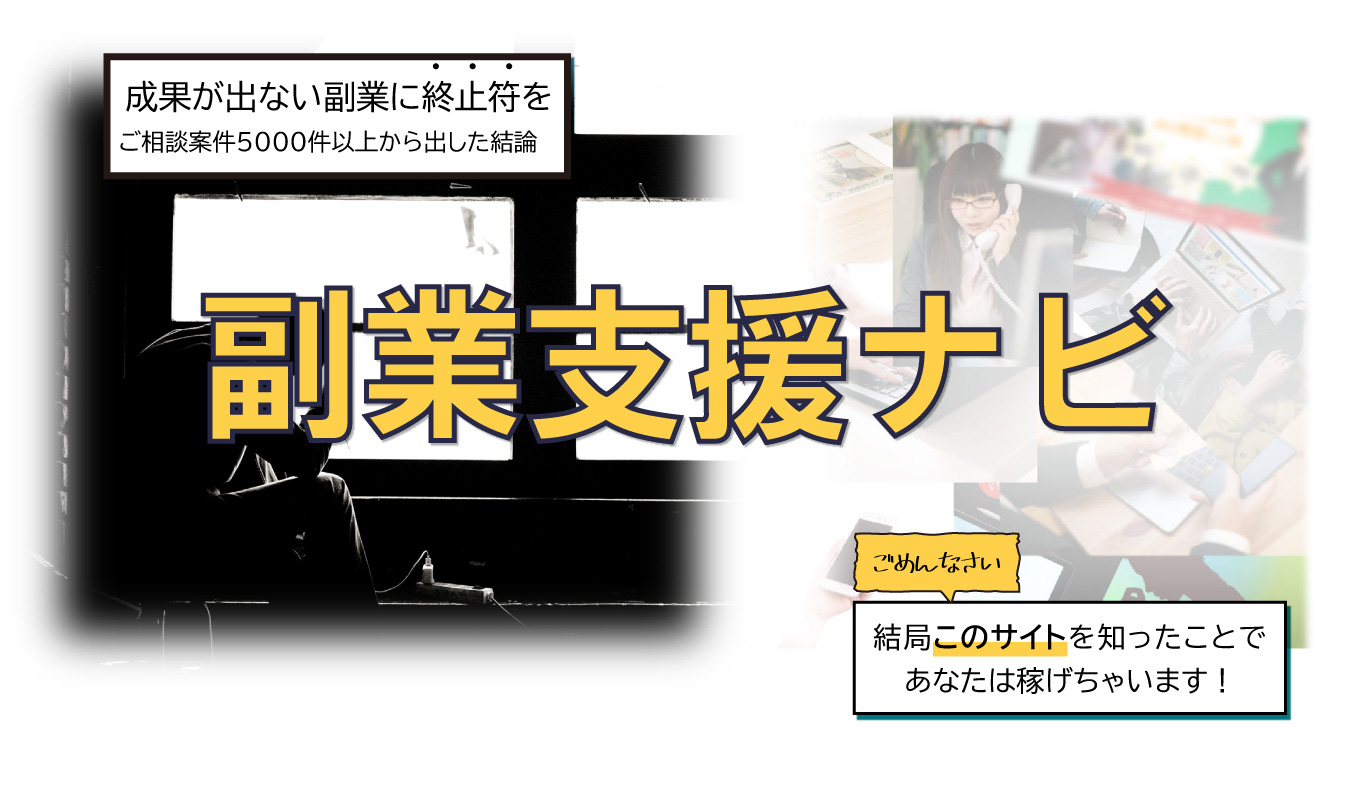 成果が出ない副業に終止符を
ご相談案件5000件以上から出した結論
副業支援ナビ
ごめんなさい
結局このサイトを知ったことで
あなたは稼げちゃいます！